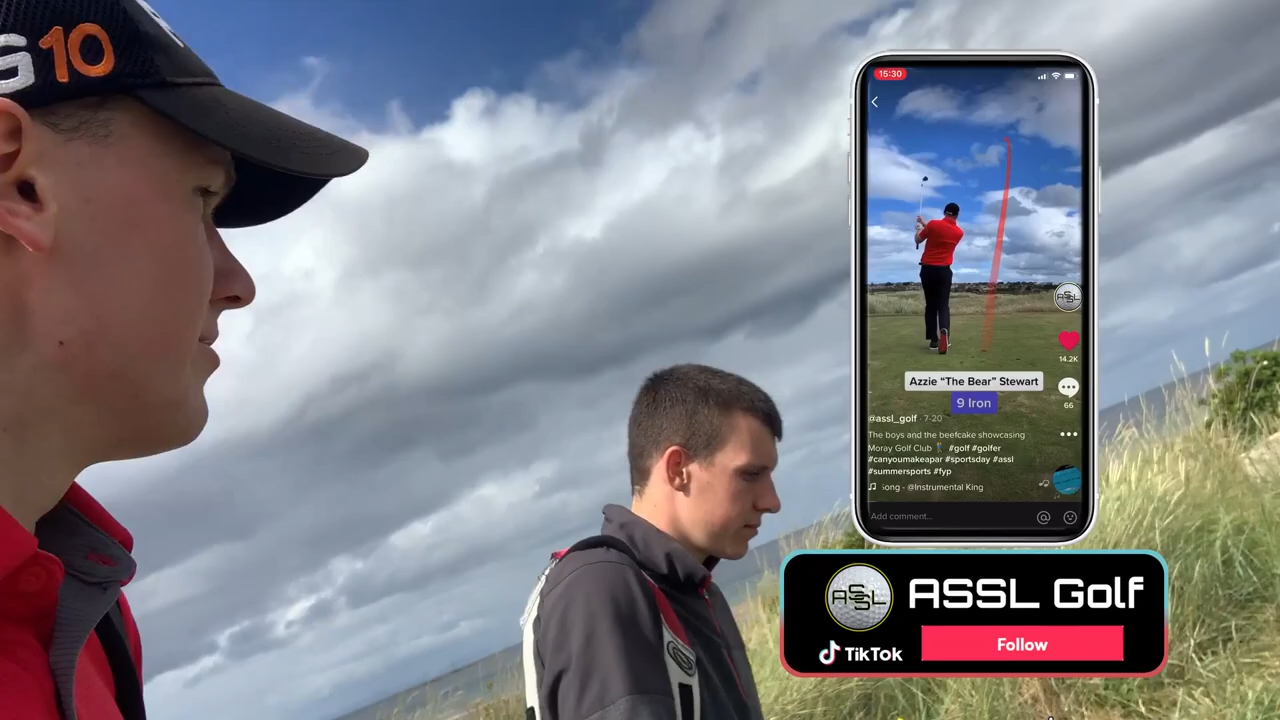 G10
15:30
ASSL
14.2K
Azzie “The Bear” Stewart
66
9 Iron
@assl_golf · 7-20
The boys and the beefcake showcasing
Moray Golf Club #golf #golfer
#canyoumakeapar #sportsday #assl
#summersports #fyp
song - @Instrumental King
Add comment...
ASSL
ASSL Golf
TikTok
Follow